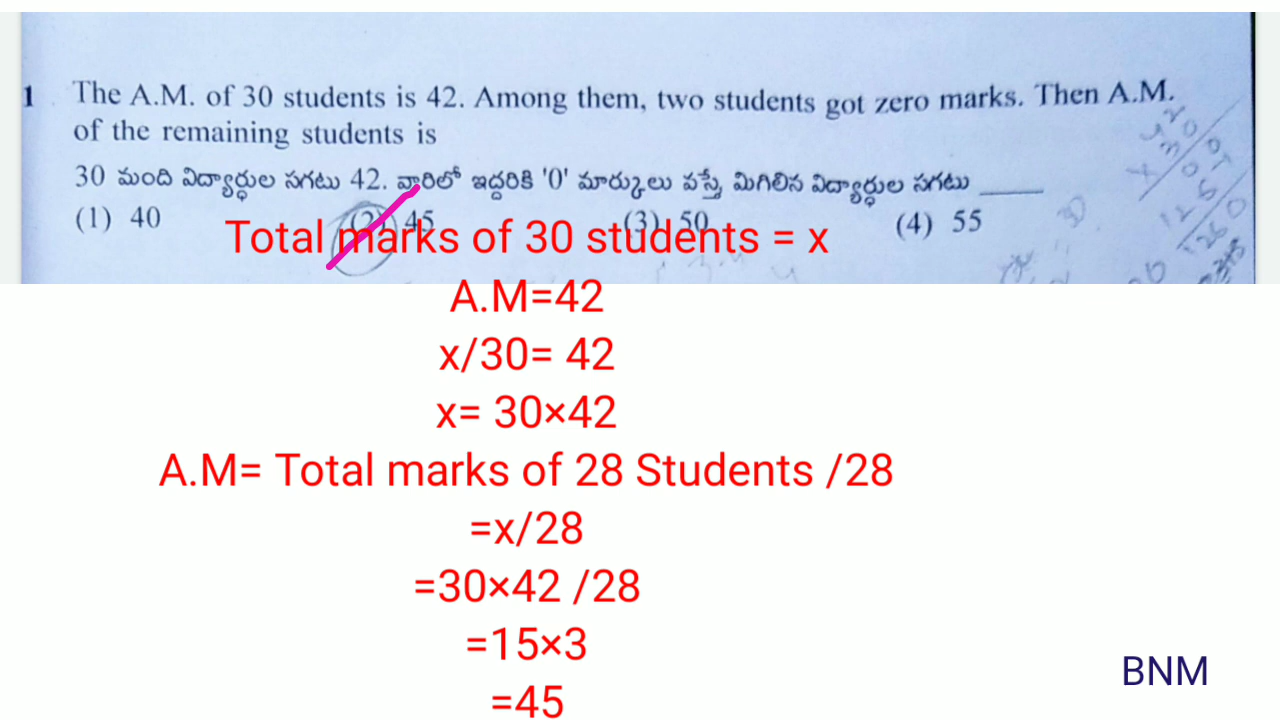 1 The A.M. of 30 students is 42. Among them, two students got zero marks. Then A.M.
of the remaining students is
30 మంది విద్యార్ధుల సగటు 42. వ్రారిలో ఇద్దరికి '0' మార్కులు వస్తే మిగిలిన విద్యార్ధుల సగటు ______
(1) 40 (2) 45 (3) 50 (4) 55
Total marks of 30 students = x
A.M=42
x/30= 42
x= 30×42
A.M= Total marks of 28 Students /28
=x/28
=30×42 /28
=15×3
=45
BNM